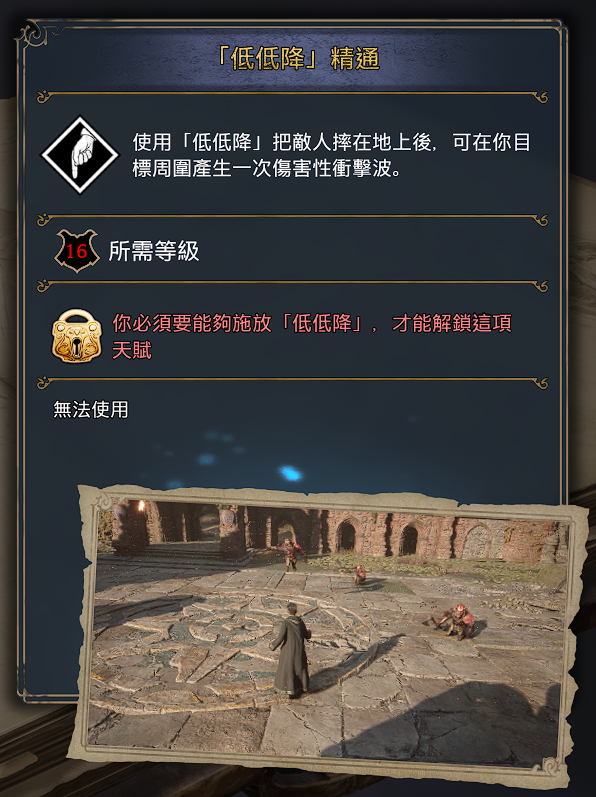 「低低降」精通
使用「低低降」把敵人摔在地上後，可在你目
標周圍產生一次傷害性衝擊波。
16 所需等級
你必須要能夠施放「低低降」，才能解鎖這項
天賦
無法使用